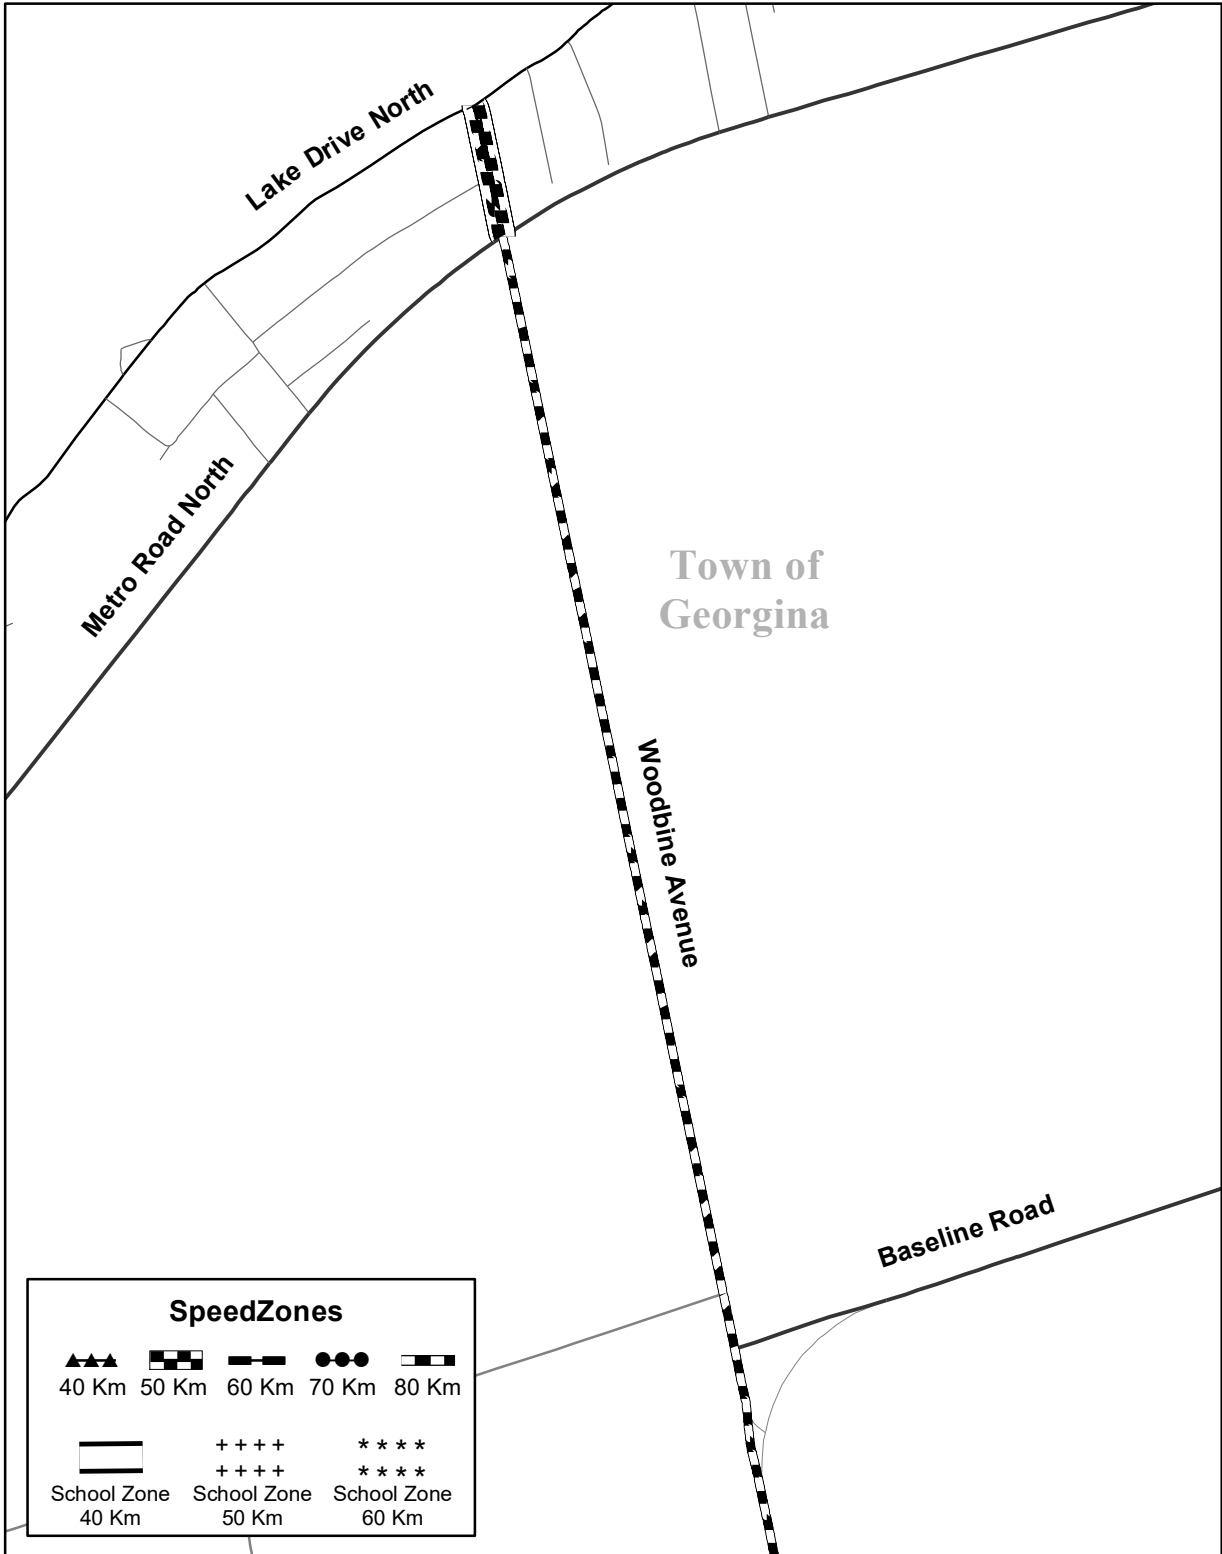 Lake Drive North
Metro Road North
Town of
Georgina
Woodbine Avenue
Baseline Road
SpeedZones
40 Km 50 Km 60 Km 70 Km 80 Km
++++ ****
++++ ****
School Zone School Zone School Zone
40 Km 50 Km 60 Km